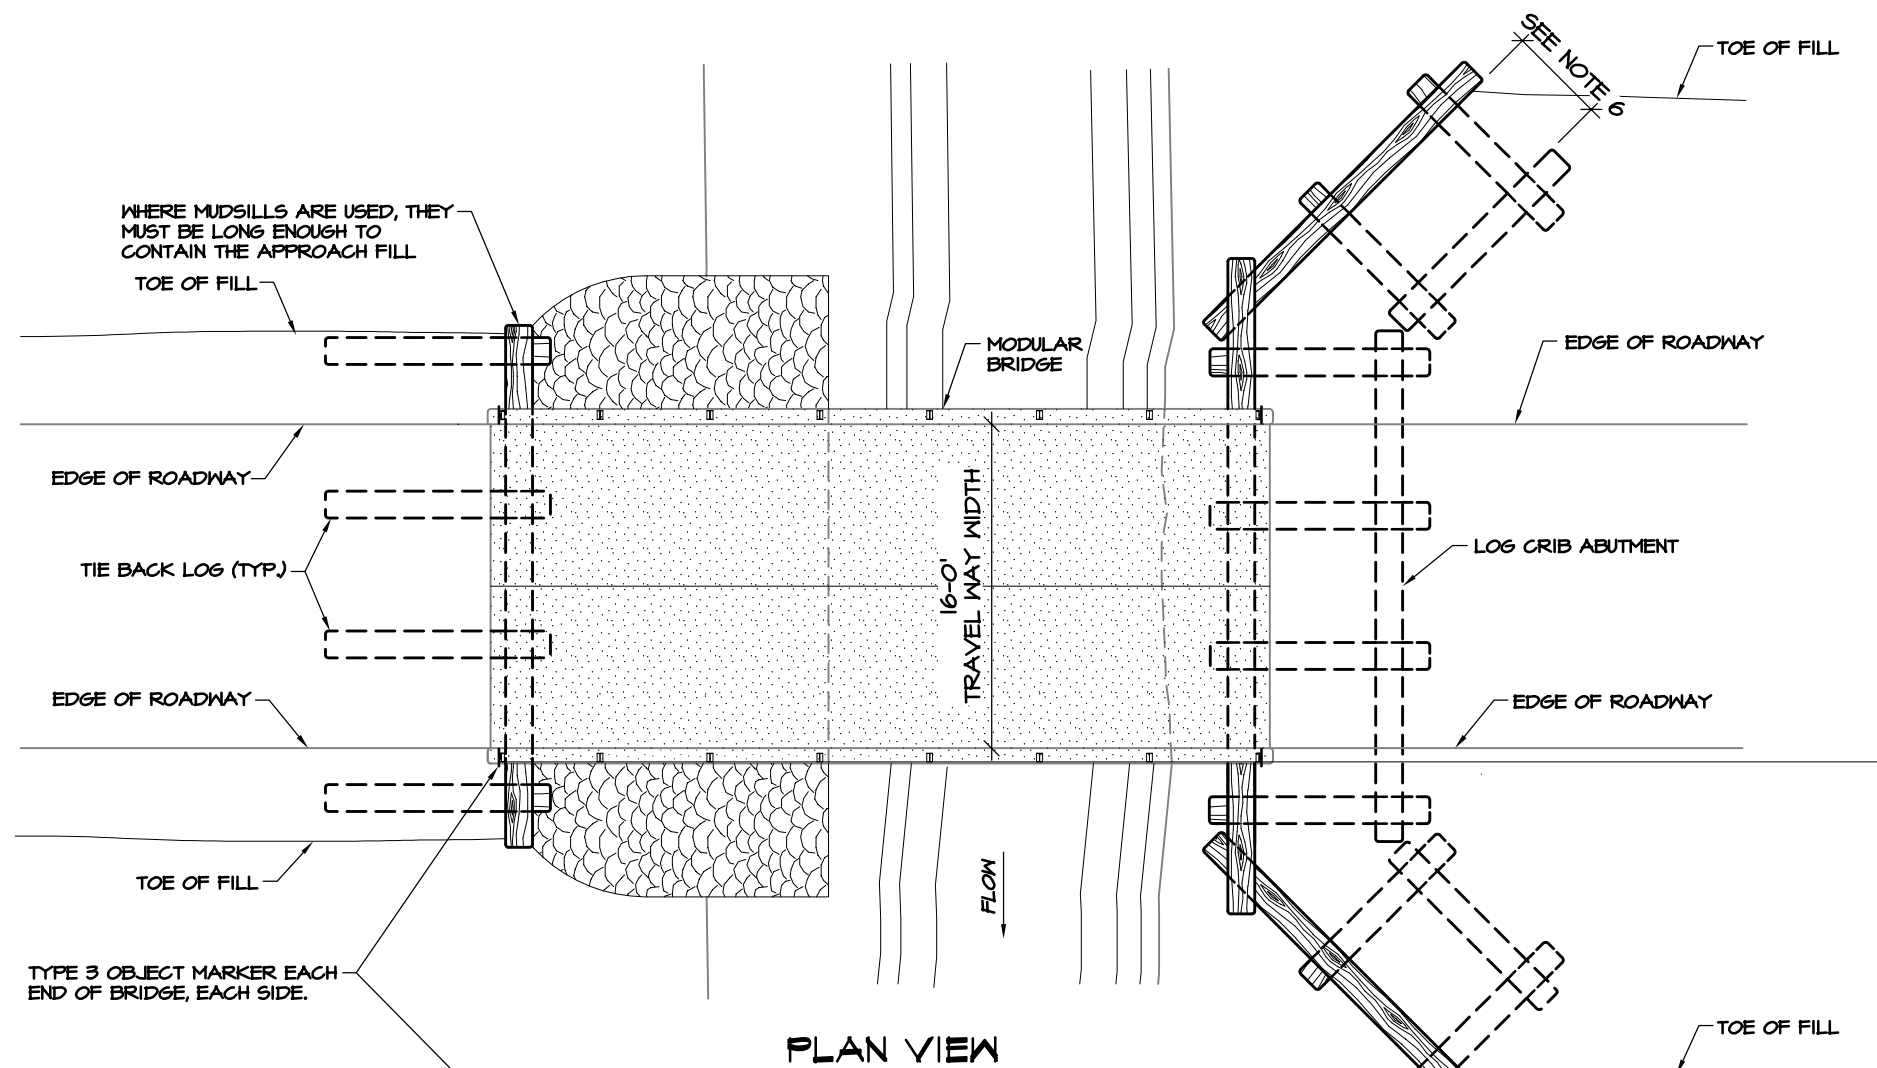 SEE NOTE 6
TOE OF FILL
WHERE MUDSILLS ARE USED, THEY
MUST BE LONG ENOUGH TO
CONTAIN THE APPROACH FILL
TOE OF FILL
MODULAR
BRIDGE
EDGE OF ROADWAY
EDGE OF ROADWAY
16-0'
TRAVEL WAY WIDTH
LOG CRIB ABUTMENT
TIE BACK LOG (TYP.)
EDGE OF ROADWAY
EDGE OF ROADWAY
TOE OF FILL
FLOW
TYPE 3 OBJECT MARKER EACH
END OF BRIDGE, EACH SIDE.
TOE OF FILL
PLAN VIEW